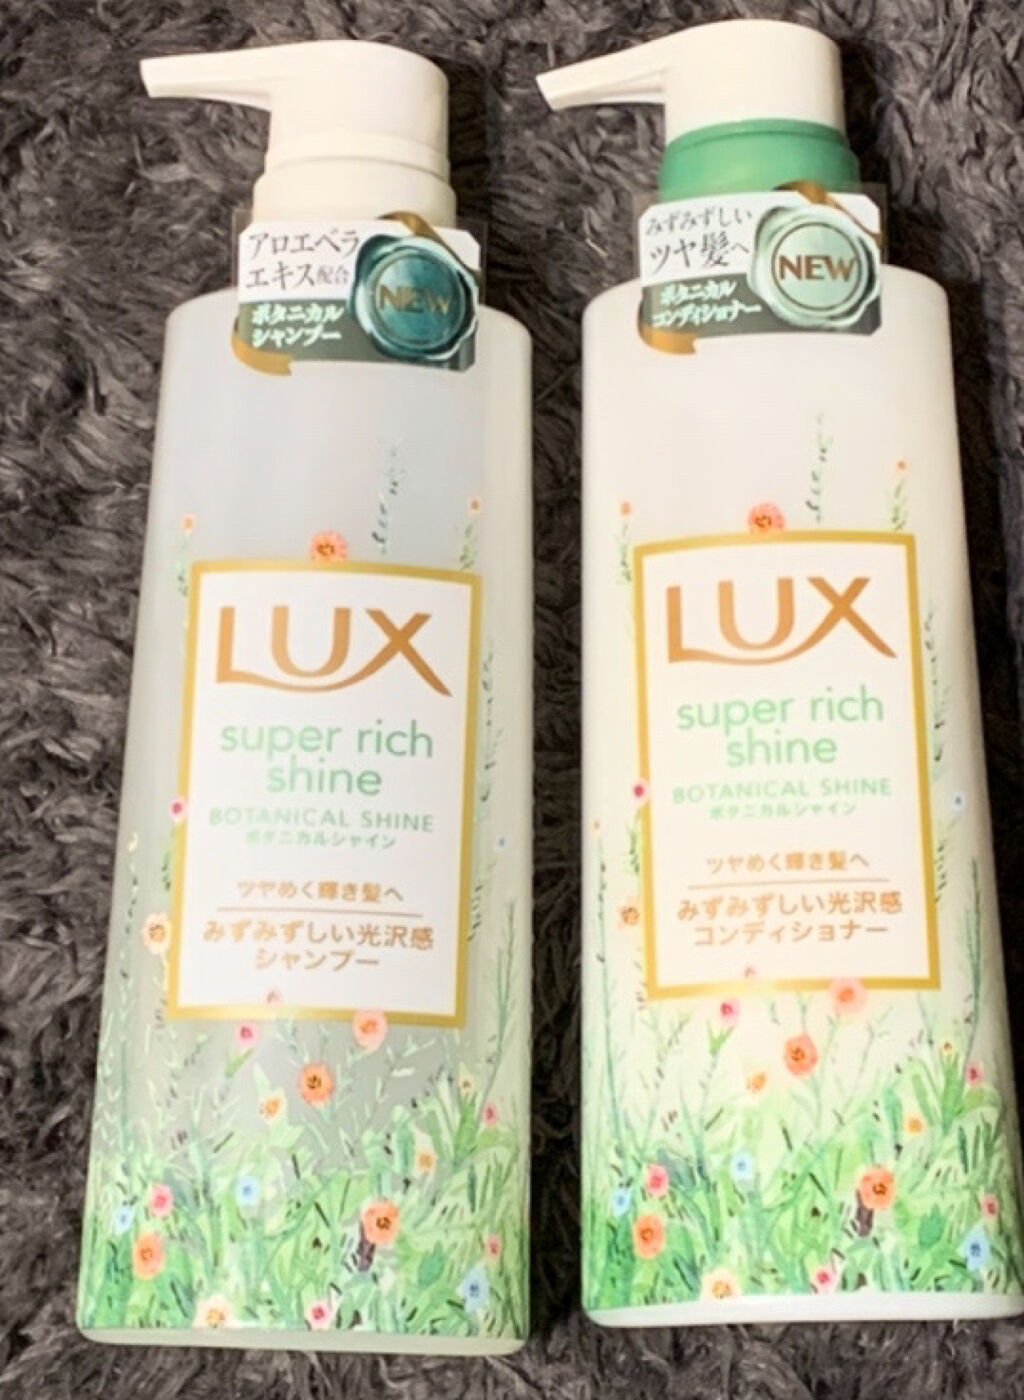 アロエベラ
エキス配合
ボタニカル
シャンプー
NEW
LUX
super rich
shine
BOTANICAL SHINE
ボタニカルシャイン
ツヤめく輝き髪へ
みずみずしい光沢感
シャンプー
みずみずしい
ツヤ髪へ
ボタニカル
コンディショナー
NEW
LUX
super rich
shine
BOTANICAL SHINE
ボタニカルシャイン
ツヤめく輝き髪へ
みずみずしい光沢感
コンディショナー